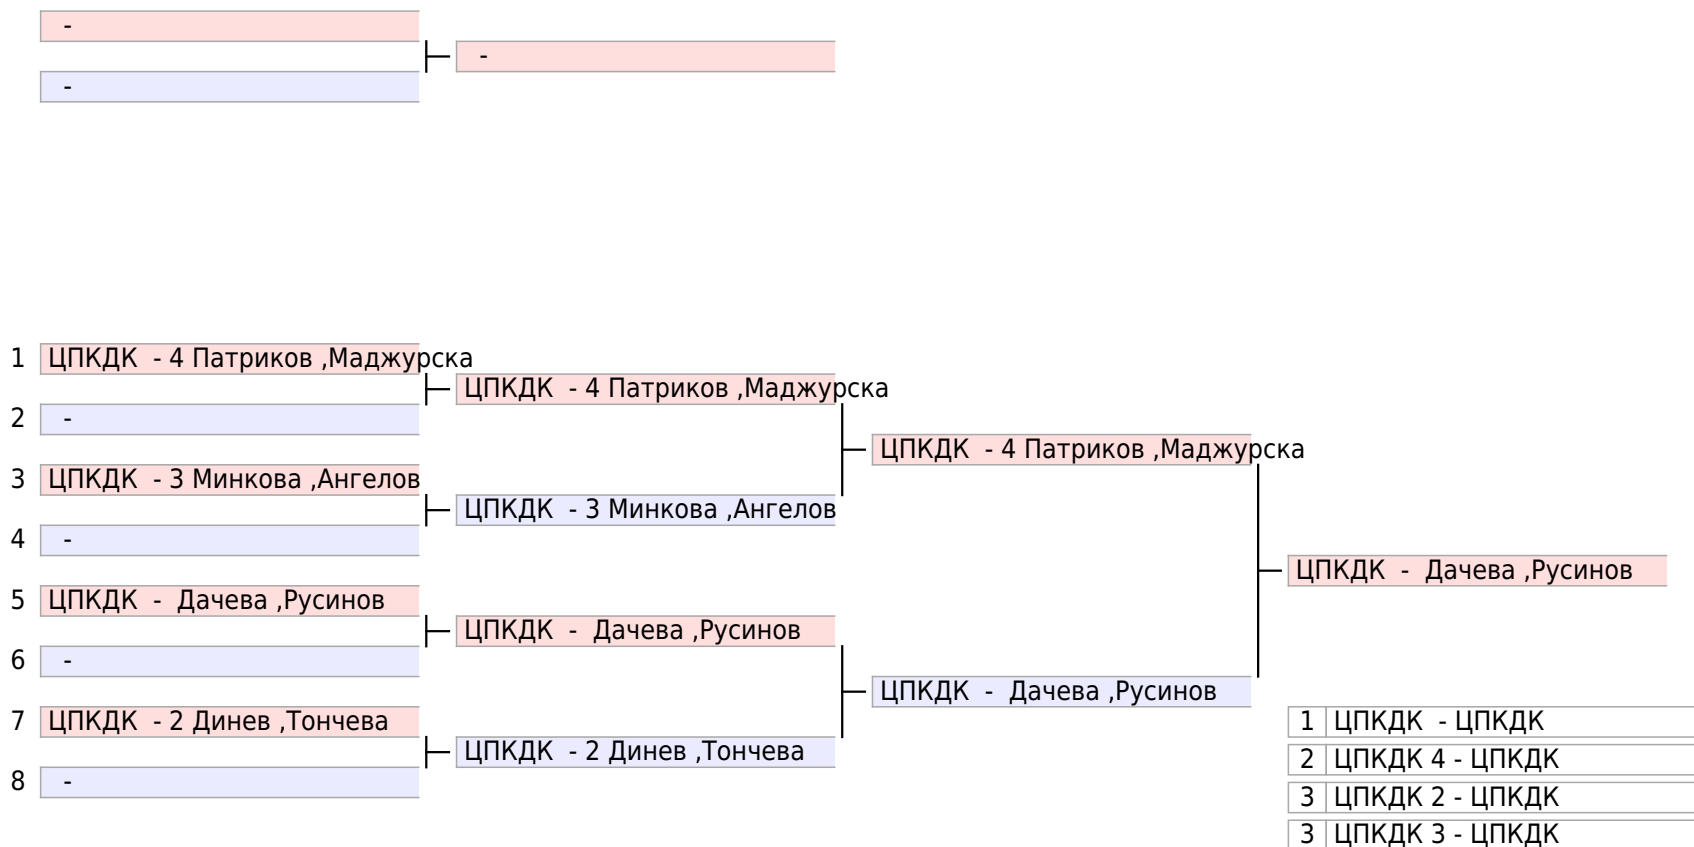 -
-
-
1 ЦПКДК - 4 Патриков ,Маджурска
ЦПКДК - 4 Патриков ,Маджурска
2 -
ЦПКДК - 4 Патриков ,Маджурска
3 ЦПКДК - 3 Минкова ,Ангелов
ЦПКДК - 3 Минкова ,Ангелов
4 -
ЦПКДК - Дачева ,Русинов
5 ЦПКДК - Дачева ,Русинов
ЦПКДК - Дачева ,Русинов
6 -
ЦПКДК - Дачева ,Русинов
7 ЦПКДК - 2 Динев ,Тончева
ЦПКДК - 2 Динев ,Тончева
8 -
1 ЦПКДК - ЦПКДК
2 ЦПКДК 4 - ЦПКДК
3 ЦПКДК 2 - ЦПКДК
3 ЦПКДК 3 - ЦПКДК